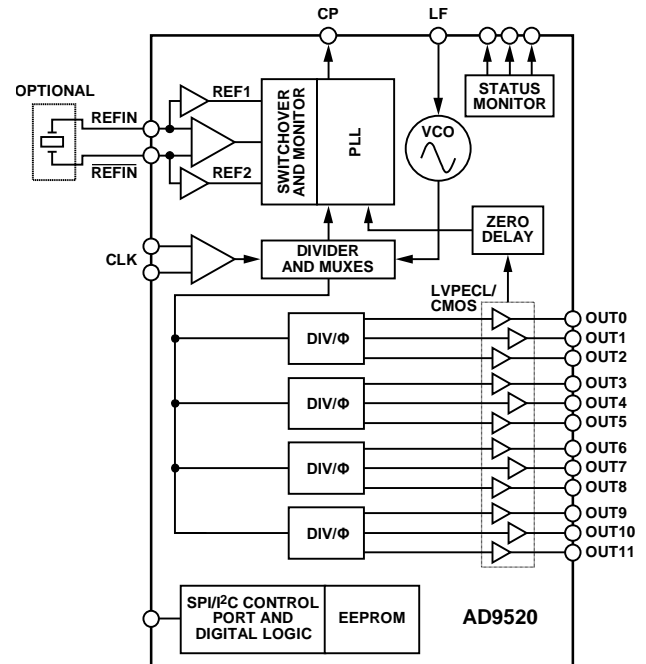 CP
LF
OPTIONAL
REFIN
REFIN
REF1
REF2
SWITCHOVER
AND MONITOR
PLL
VCO
STATUS
MONITOR
CLK
DIVIDER
AND MUXES
ZERO
DELAY
LVPECL/
CMOS
DIV/Φ
OUT0
OUT1
OUT2
DIV/Φ
OUT3
OUT4
OUT5
DIV/Φ
OUT6
OUT7
OUT8
DIV/Φ
OUT9
OUT10
OUT11
SPI/I²C CONTROL
PORT AND
DIGITAL LOGIC
EEPROM
AD9520